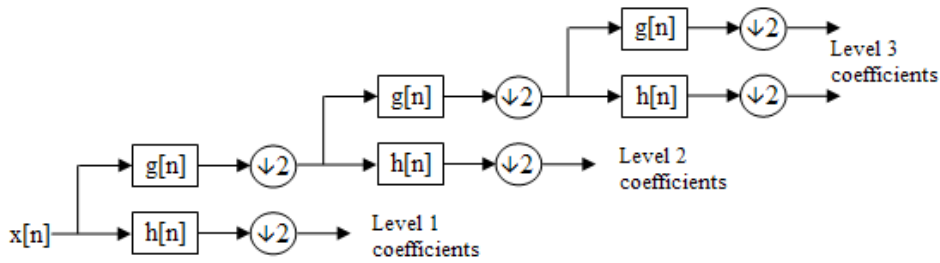 g[n] ↓2
Level 3
coefficients
g[n] ↓2 h[n] ↓2
g[n] ↓2 h[n] ↓2
Level 2
coefficients
x[n] h[n] ↓2
Level 1
coefficients